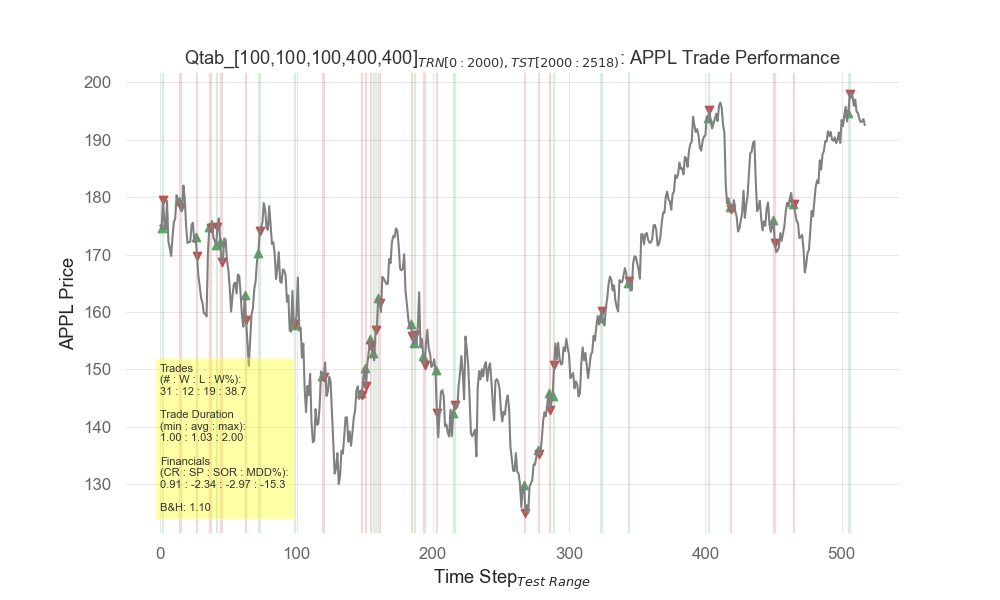 Qtab_[100,100,100,400,400]TRN[0 : 2000), TST[2000 : 2518): APPL Trade Performance
200
190
180
170
160
150
140
130
APPL Price
Trades
(# : W : L : W%):
31 : 12 : 19 : 38.7
Trade Duration
(min : avg : max):
1.00 : 1.03 : 2.00
Financials
(CR : SP : SOR : MDD%):
0.91 : -2.34 : -2.97 : -15.3
B&H: 1.10
0 100 200 300 400 500
Time StepTest Range